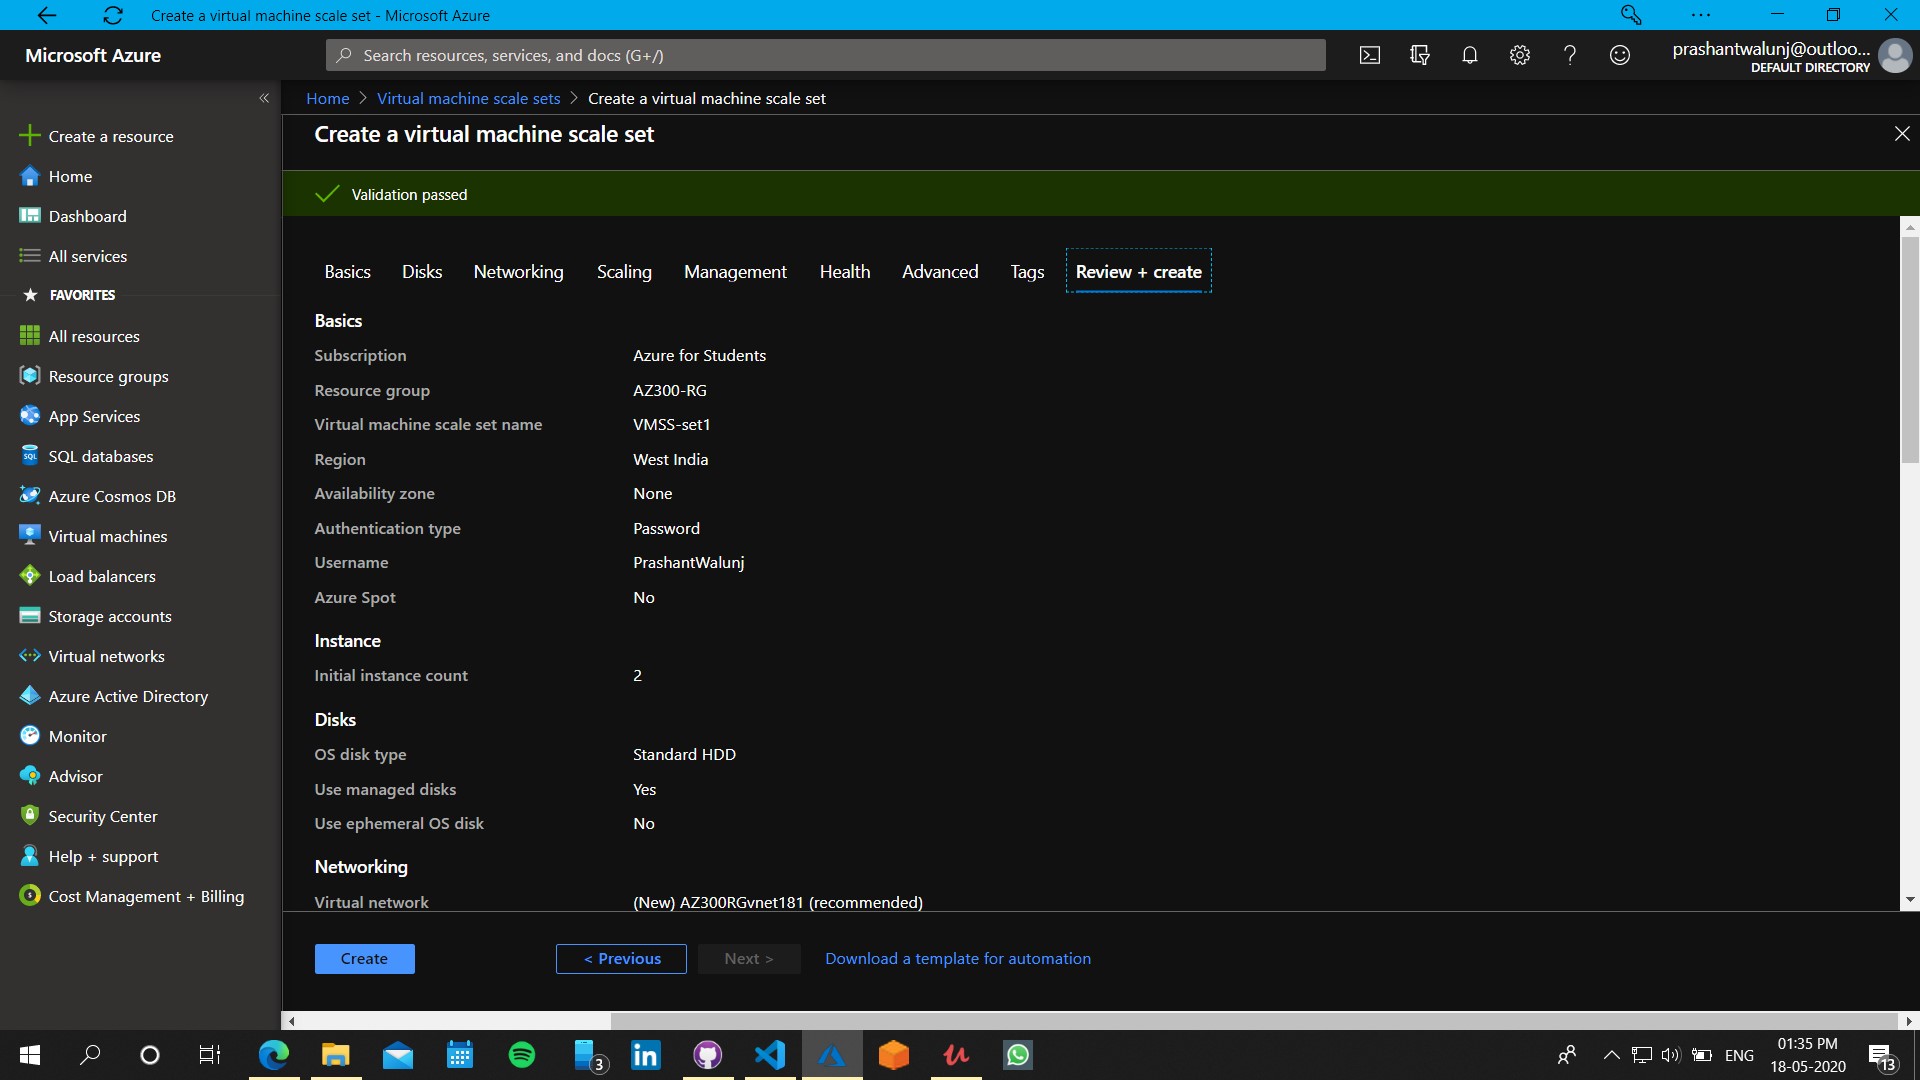 Create a virtual machine scale set - Microsoft Azure
Microsoft Azure
Search resources, services, and docs (G+/)
prashantwalunj@outloo...
DEFAULT DIRECTORY
Home > Virtual machine scale sets > Create a virtual machine scale set
Create a virtual machine scale set
Validation passed
Create a resource
Home
Dashboard
All services
FAVORITES
All resources
Resource groups
App Services
SQL databases
Azure Cosmos DB
Virtual machines
Load balancers
Storage accounts
Virtual networks
Azure Active Directory
Monitor
Advisor
Security Center
Help + support
Cost Management + Billing
Basics Disks Networking Scaling Management Health Advanced Tags Review + create
Basics
Subscription Azure for Students
Resource group AZ300-RG
Virtual machine scale set name VMSS-set1
Region West India
Availability zone None
Authentication type Password
Username PrashantWalunj
Azure Spot No
Instance
Initial instance count 2
Disks
OS disk type Standard HDD
Use managed disks Yes
Use ephemeral OS disk No
Networking
Virtual network (New) AZ300RGvnet181 (recommended)
Create < Previous Next > Download a template for automation
3
ENG
01:35 PM
18-05-2020
13